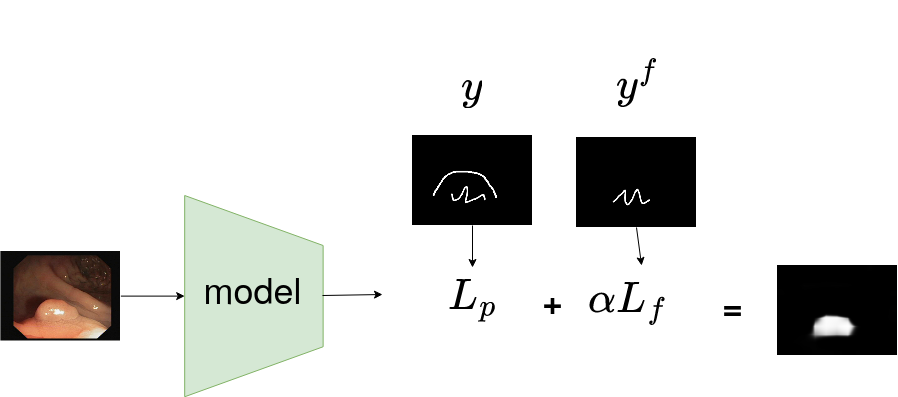 y y^f
model
L_p + αL_f =